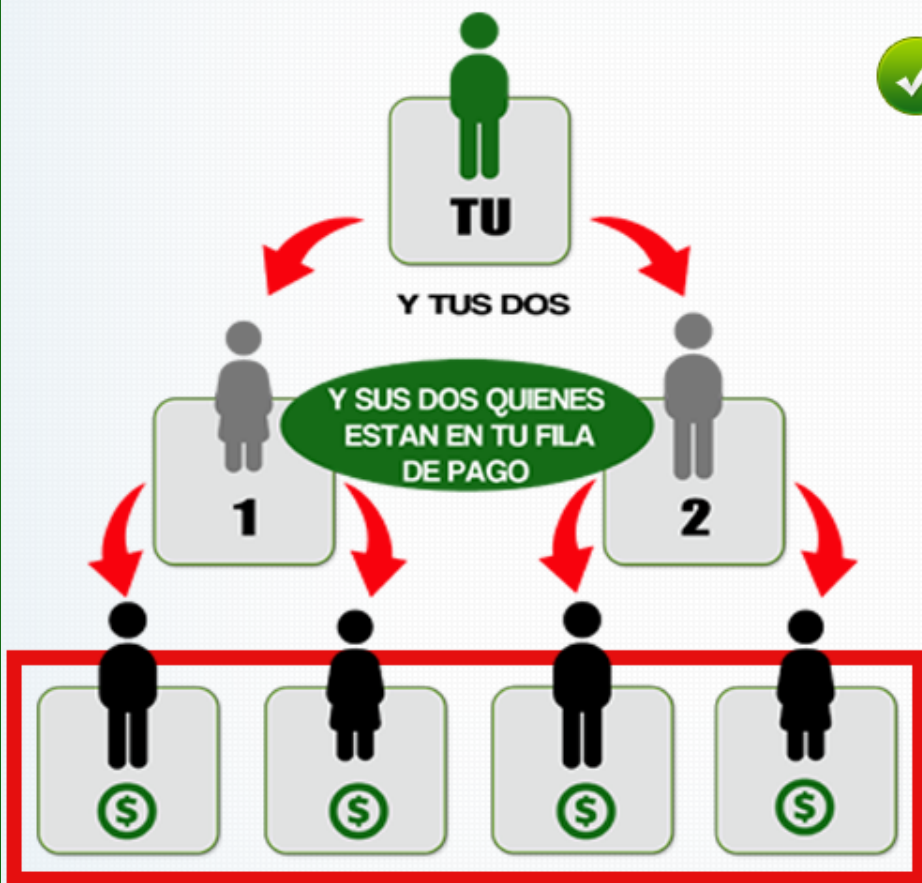 TU
Y TUS DOS
Y SUS DOS QUIENES
ESTAN EN TU FILA
DE PAGO
1
2
$ $ $ $